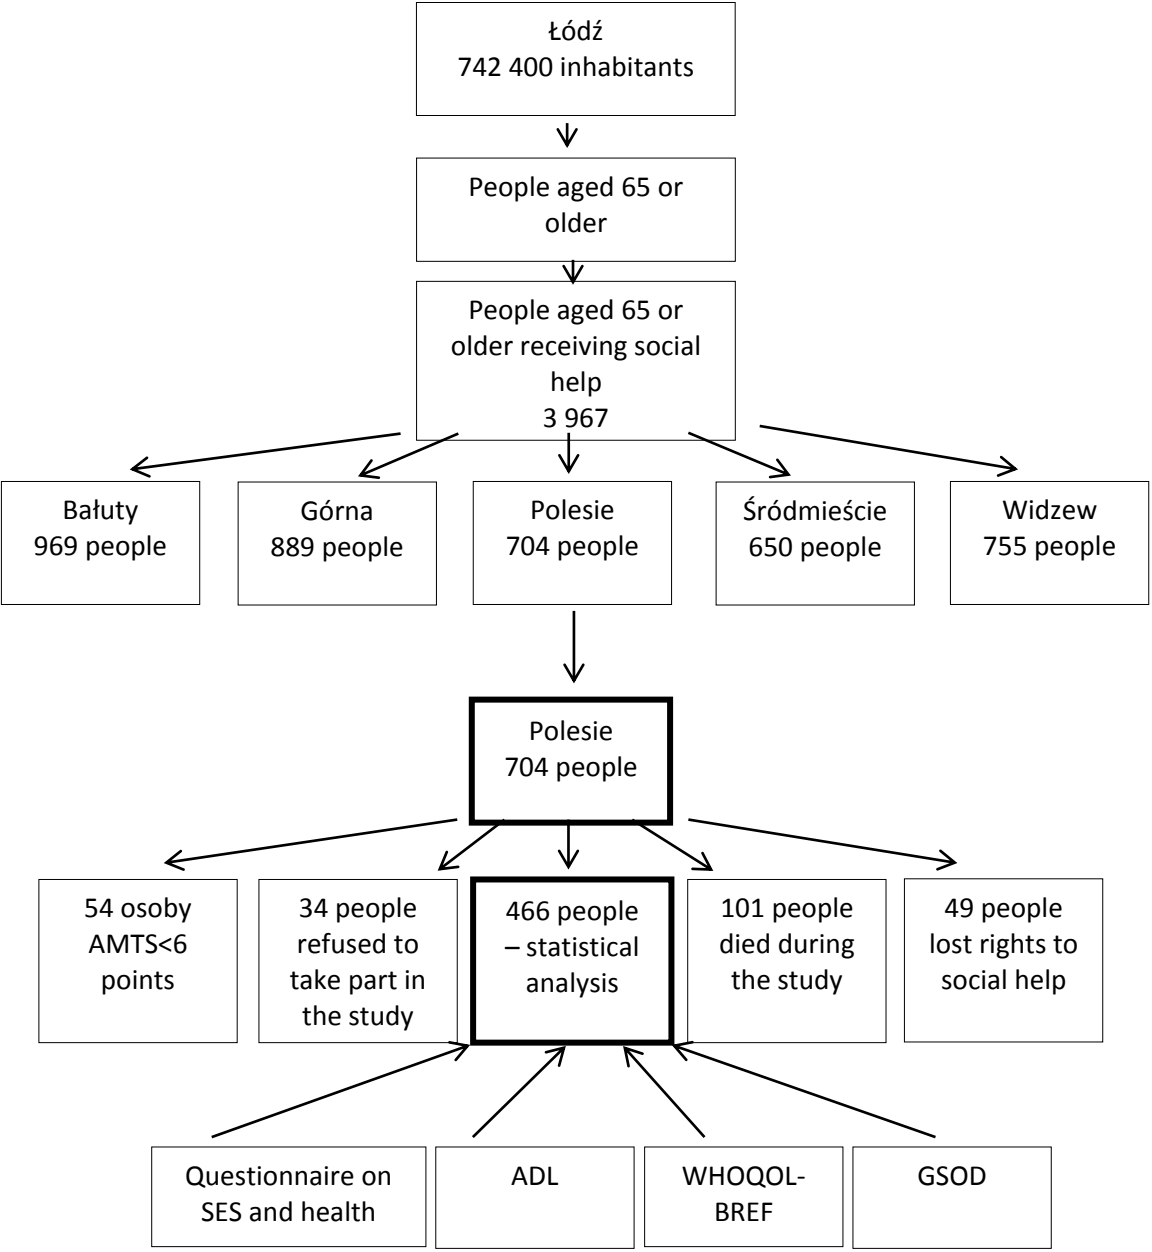 Łódź
742 400 inhabitants
People aged 65 or
older
People aged 65 or
older receiving social
help
3 967
Bałuty
969 people
Górna
889 people
Polesie
704 people
Śródmieście
650 people
Widzew
755 people
Polesie
704 people
54 osoby
AMTS<6
points
34 people
refused to
take part in
the study
466 people
– statistical
analysis
101 people
died during
the study
49 people
lost rights to
social help
Questionnaire on
SES and health
ADL
WHOQOL-
BREF
GSOD